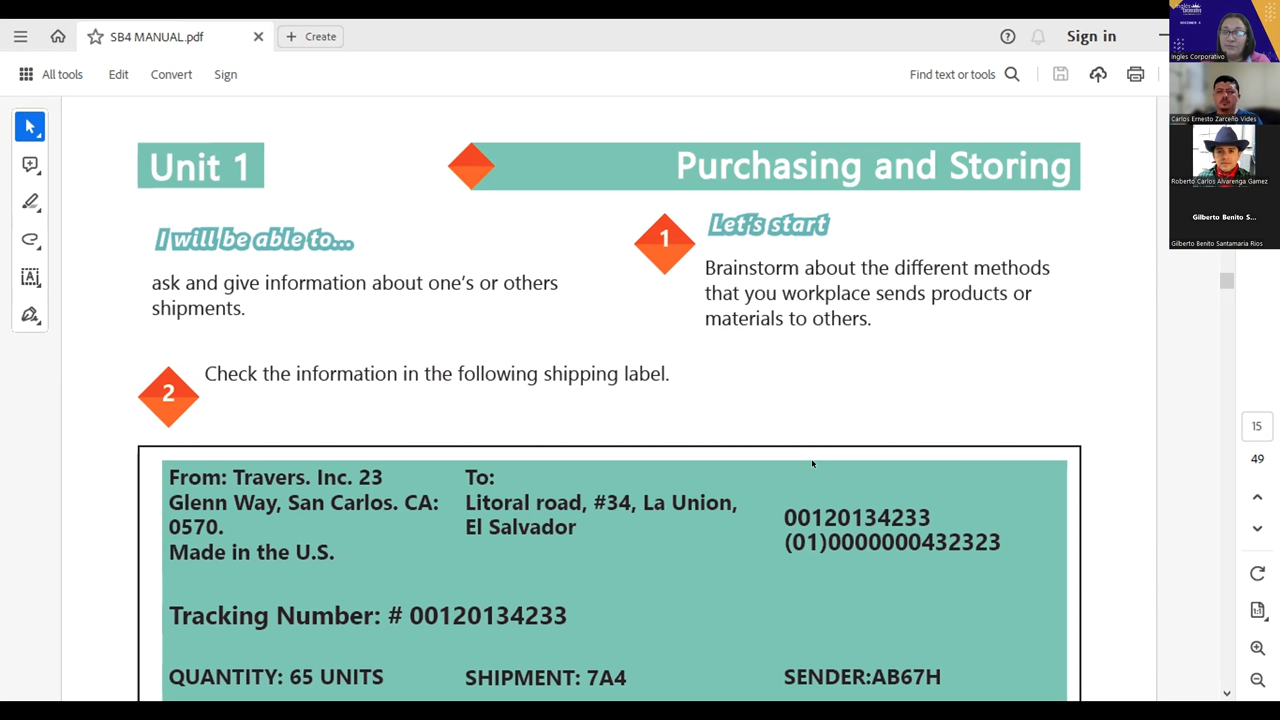 SB4 MANUAL.pdf
Create
Sign in
All tools
Edit
Convert
Sign
Find text or tools
Unit 1
Purchasing and Storing
I will be able to...
ask and give information about one's or others
shipments.
1
Let's start
Brainstorm about the different methods
that you workplace sends products or
materials to others.
2
Check the information in the following shipping label.
From: Travers. Inc. 23
Glenn Way, San Carlos. CA:
0570.
Made in the U.S.
To:
Litoral road, #34, La Union,
El Salvador
00120134233
(01)0000000432323
Tracking Number: # 00120134233
QUANTITY: 65 UNITS
SHIPMENT: 7A4
SENDER:AB67H
Ingles Corporativo
Carlos Ernesto Zarceño Vides
Roberto Carlos Alvarenga Gamez
Gilberto Benito S...
Gilberto Benito Santamaria Rios
15
49